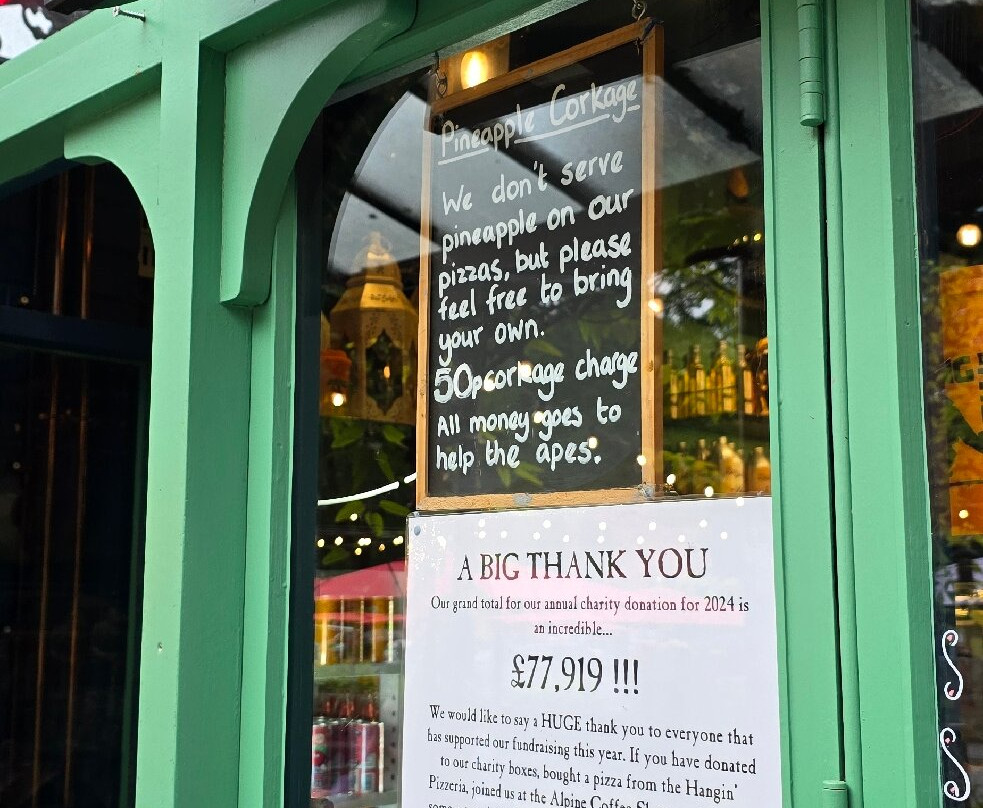 Pineapple Corkage
We don't serve
pineapple on our
pizzas, but please
feel free to bring
your own.
50p corkage charge
All money goes to
help the apes.
A BIG THANK YOU
Our grand total for our annual charity donation for 2024 is
an incredible...
£77,919 !!!
We would like to say a HUGE thank you to everyone that
has supported our fundraising this year. If you have donated
to our charity boxes, bought a pizza from the Hangin'
Pizzeria, joined us at the Alpine Coffee